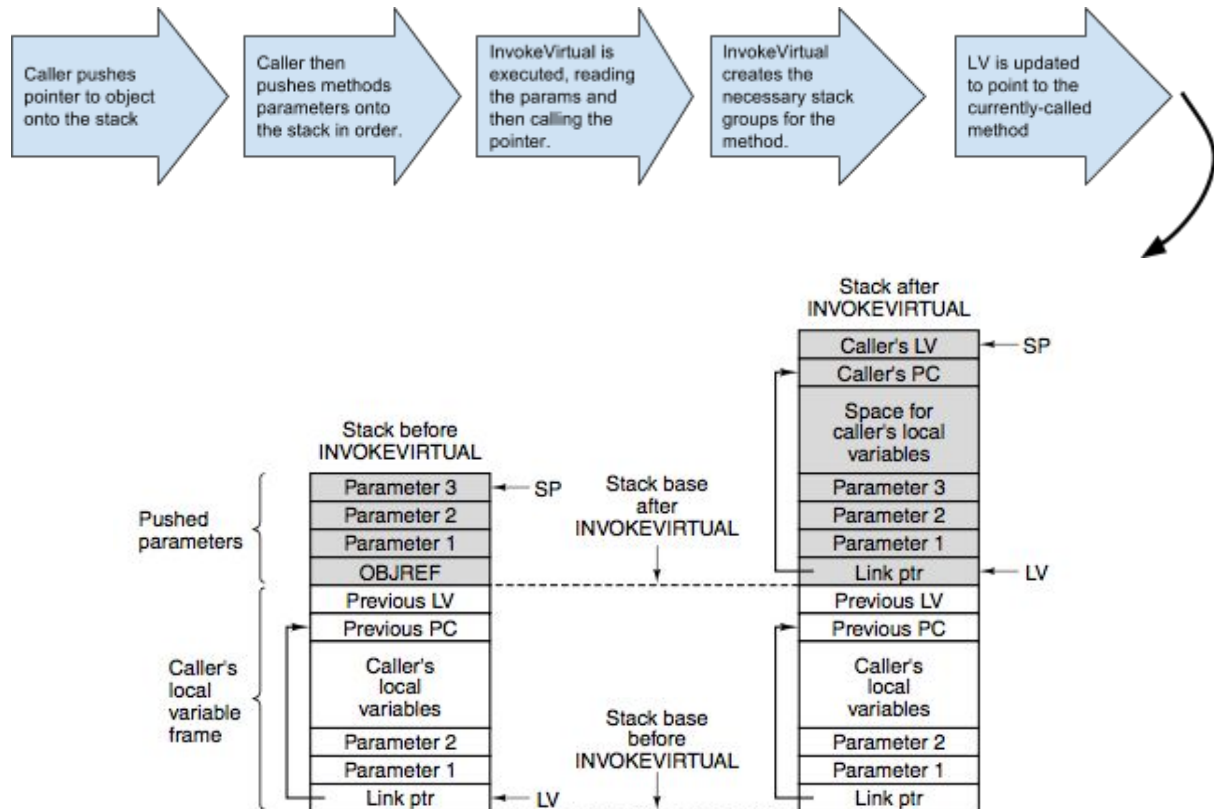 Caller pushes
pointer to object
onto the stack
Caller then
pushes methods
parameters onto
the stack in order.
InvokeVirtual is
executed, reading
the params and
then calling the
pointer.
InvokeVirtual
creates the
necessary stack
groups for the
method.
LV is updated
to point to the
currently-called
method
Stack before
INVOKEVIRTUAL
Pushed
parameters
Parameter 3
SP
Parameter 2
Parameter 1
OBJREF
Caller's
local
variable
frame
Previous LV
Previous PC
Caller's
local
variables
Parameter 2
Parameter 1
Link ptr
LV
Stack base
after
INVOKEVIRTUAL
Stack base
before
INVOKEVIRTUAL
Stack after
INVOKEVIRTUAL
Caller's LV
SP
Caller's PC
Space for
caller's local
variables
Parameter 3
Parameter 2
Parameter 1
Link ptr
LV
Previous LV
Previous PC
Caller's
local
variables
Parameter 2
Parameter 1
Link ptr